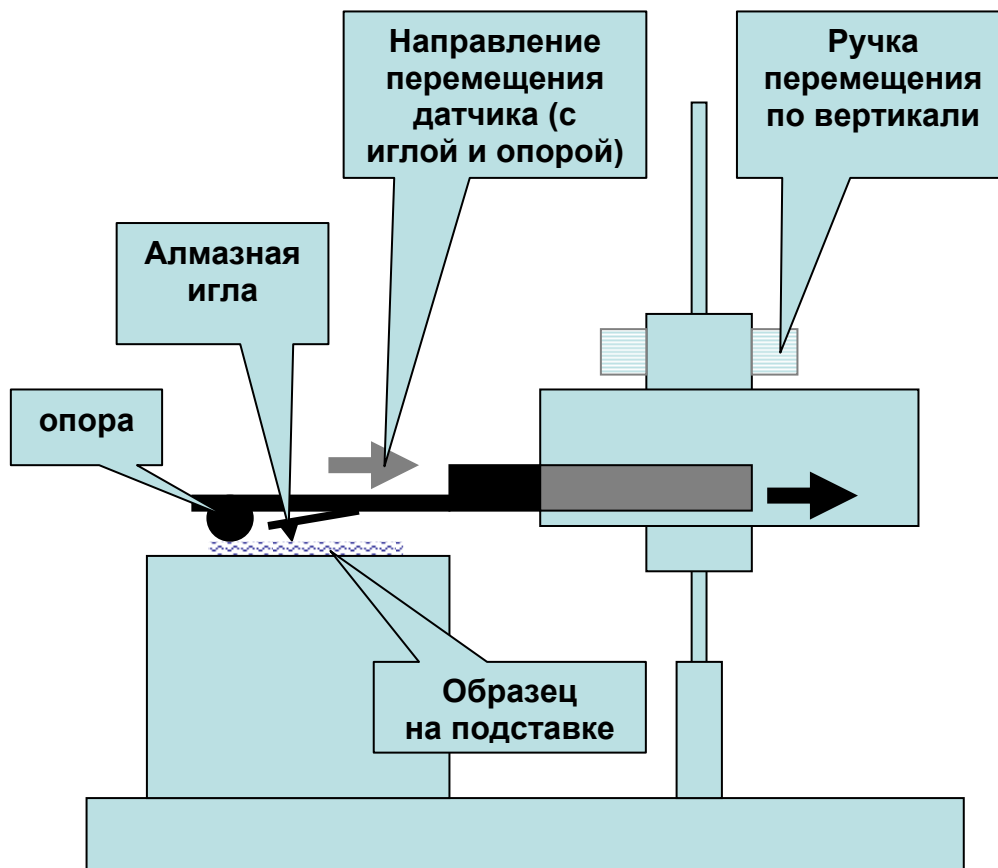 Направление
перемещения
датчика (с
иглой и опорой)
Ручка
перемещения
по вертикали
Алмазная
игла
опора
Образец
на подставке